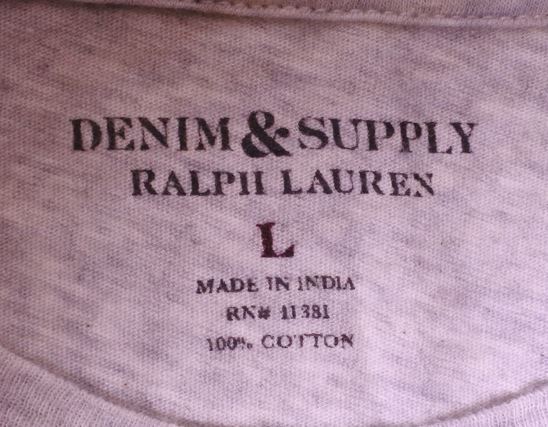 DENIM & SUPPLY
RALPH LAUREN
L
MADE IN INDIA
RN# 41381
100% COTTON